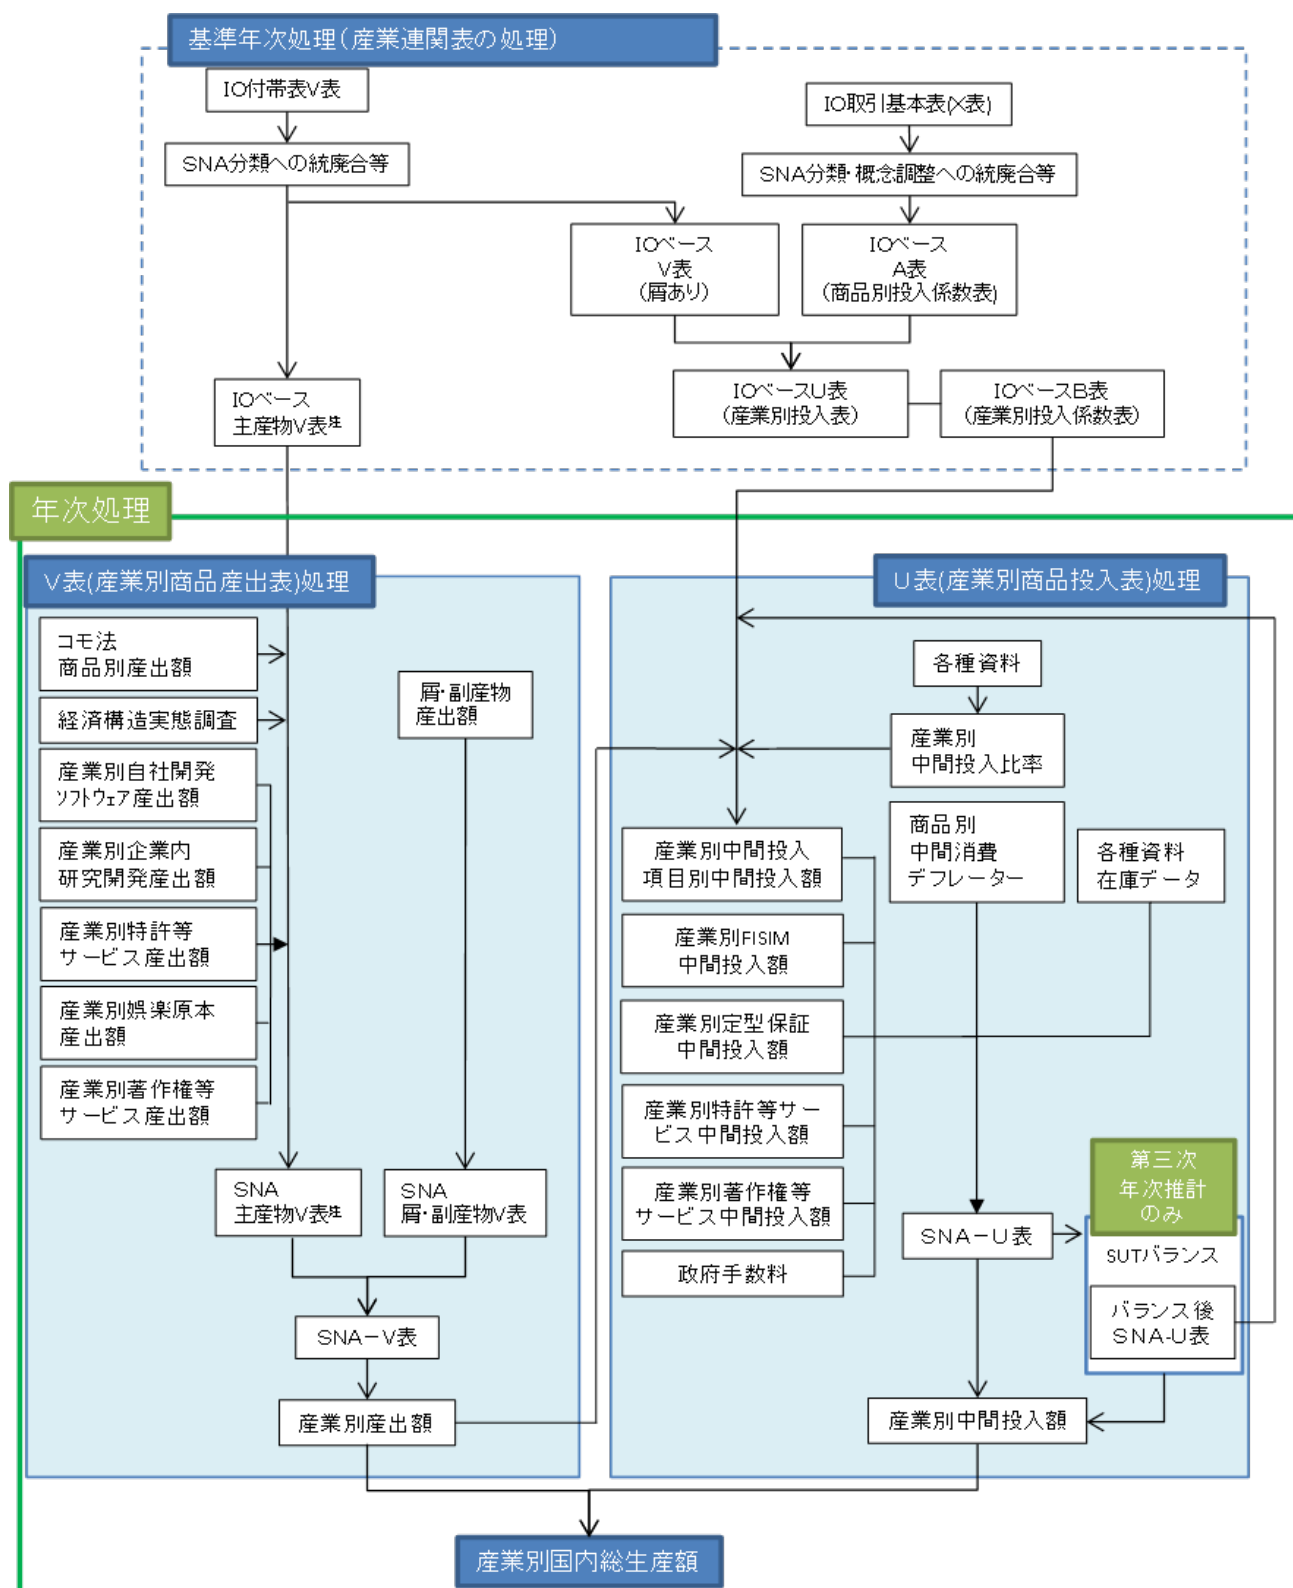 基準年次処理(産業連関表の処理)
IO付帯表V表
IO取引基本表(X表)
SNA分類への統廃合等
SNA分類・概念調整への統廃合等
IOベース
V表
(屑あり)
IOベース
A表
(商品別投入係数表)
IOベース
主産物V表注
IOベースU表
(産業別投入表)
IOベースB表
(産業別投入係数表)
年次処理
V表(産業別商品産出表)処理
コモ法
商品別産出額
経済構造実態調査
産業別自社開発
ソフトウェア産出額
産業別企業内
研究開発産出額
産業別特許等
サービス産出額
産業別娯楽原本
産出額
産業別著作権等
サービス産出額
屑・副産物
産出額
SNA
主産物V表注
SNA
屑・副産物V表
SNA-V表
産業別産出額
U表(産業別商品投入表)処理
各種資料
産業別
中間投入比率
商品別
中間消費
デフレーター
各種資料
在庫データ
産業別中間投入
項目別中間投入額
産業別FISIM
中間投入額
産業別定型保証
中間投入額
産業別特許等サー
ビス中間投入額
産業別著作権等
サービス中間投入額
政府手数料
SNA-U表
第三次
年次推計
のみ
SUTバランス
バランス後
SNA-U表
産業別中間投入額
産業別国内総生産額